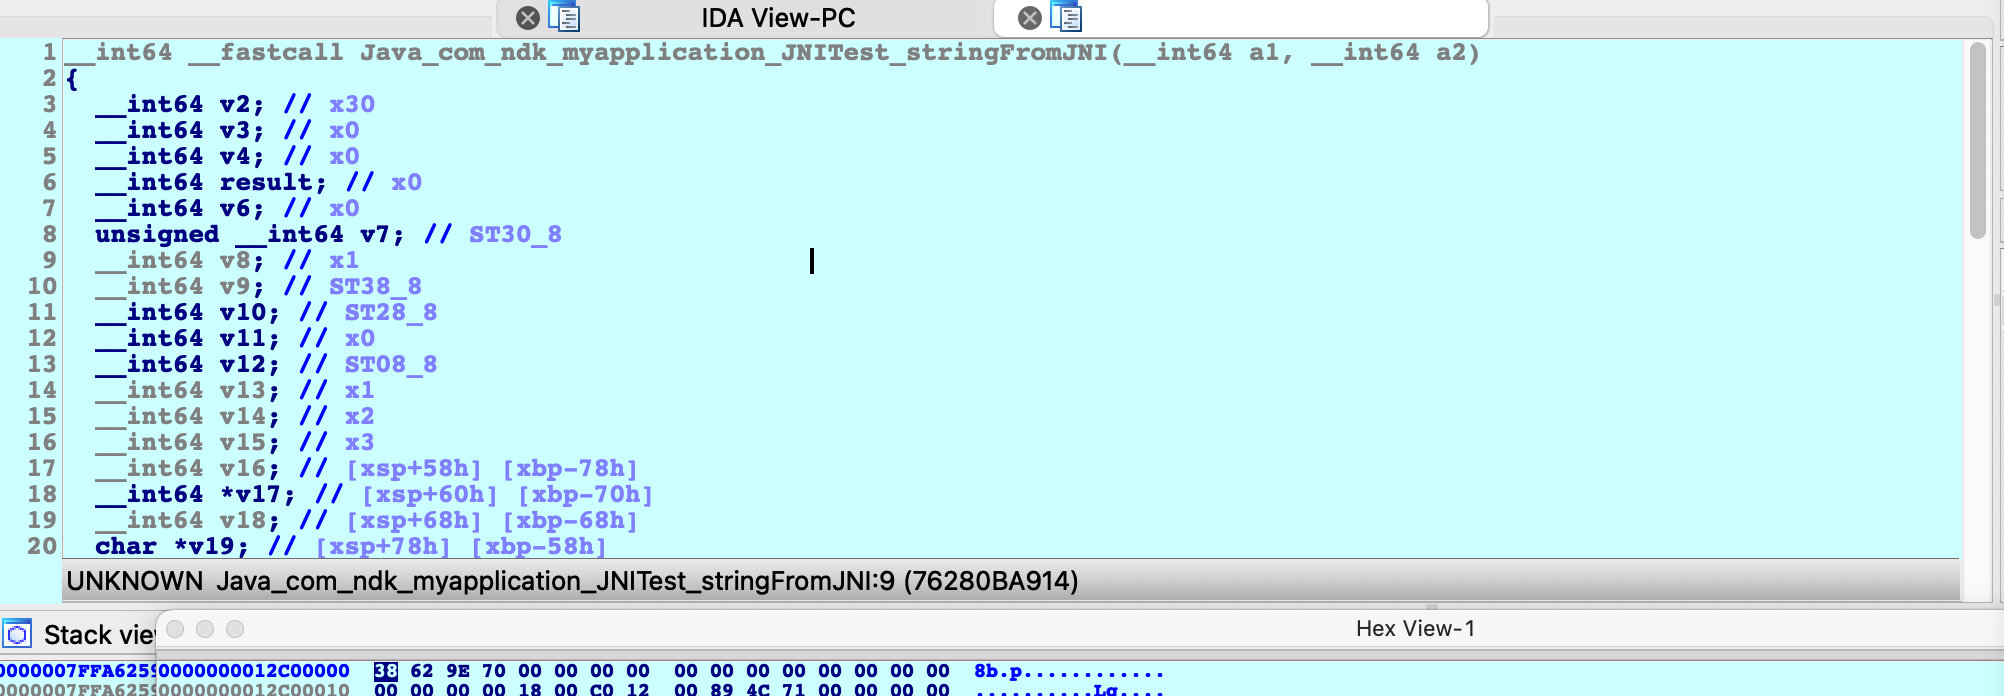 IDA View-PC
1 __int64 __fastcall Java_com_ndk_myapplication_JNITest_stringFromJNI(__int64 a1, __int64 a2)
2 {
3 __int64 v2; // x30
4 __int64 v3; // x0
5 __int64 v4; // x0
6 __int64 result; // x0
7 __int64 v6; // x0
8 unsigned __int64 v7; // ST30_8
9 __int64 v8; // x1
10 __int64 v9; // ST38_8
11 __int64 v10; // ST28_8
12 __int64 v11; // x0
13 __int64 v12; // ST08_8
14 __int64 v13; // x1
15 __int64 v14; // x2
16 __int64 v15; // x3
17 __int64 v16; // [xsp+58h] [xbp-78h]
18 __int64 *v17; // [xsp+60h] [xbp-70h]
19 __int64 v18; // [xsp+68h] [xbp-68h]
20 char *v19; // [xsp+78h] [xbp-58h]
UNKNOWN Java_com_ndk_myapplication_JNITest_stringFromJNI:9 (76280BA914)
Stack vie
Hex View-1
0000007FFA6259
0000000012C00000 38 62 9E 70 00 00 00 00 00 00 00 00 00 00 00 00 8b.p............
0000007FFA6259
0000000012C00010 00 00 00 00 18 00 C0 12 00 89 4C 71 00 00 00 00 ..........Lq....